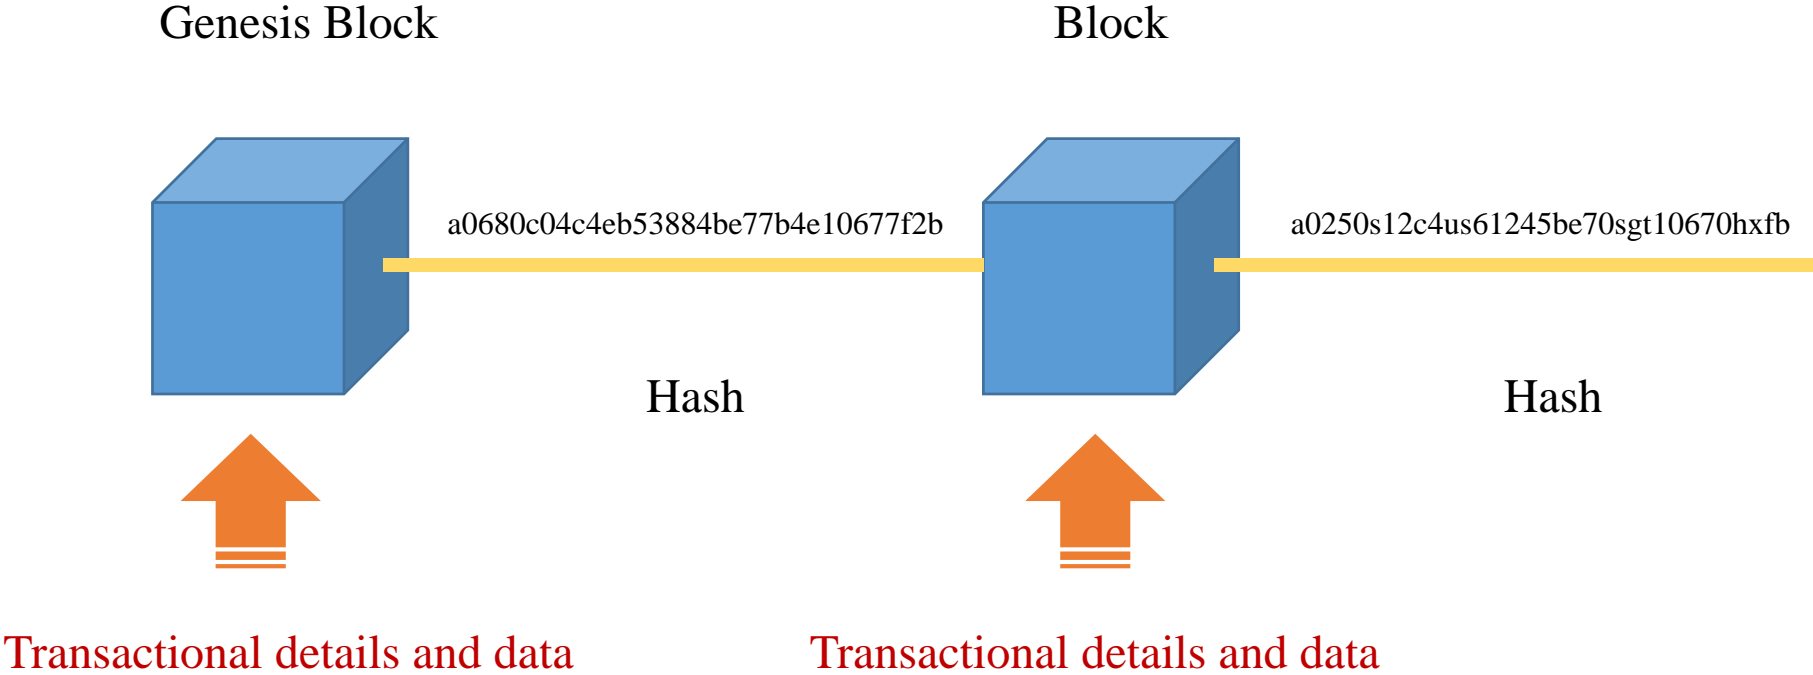 Genesis Block
Block
a0680c04c4eb53884be77b4e10677f2b
a0250s12c4us61245be70sgt10670hxfb
Hash
Hash
Transactional details and data
Transactional details and data